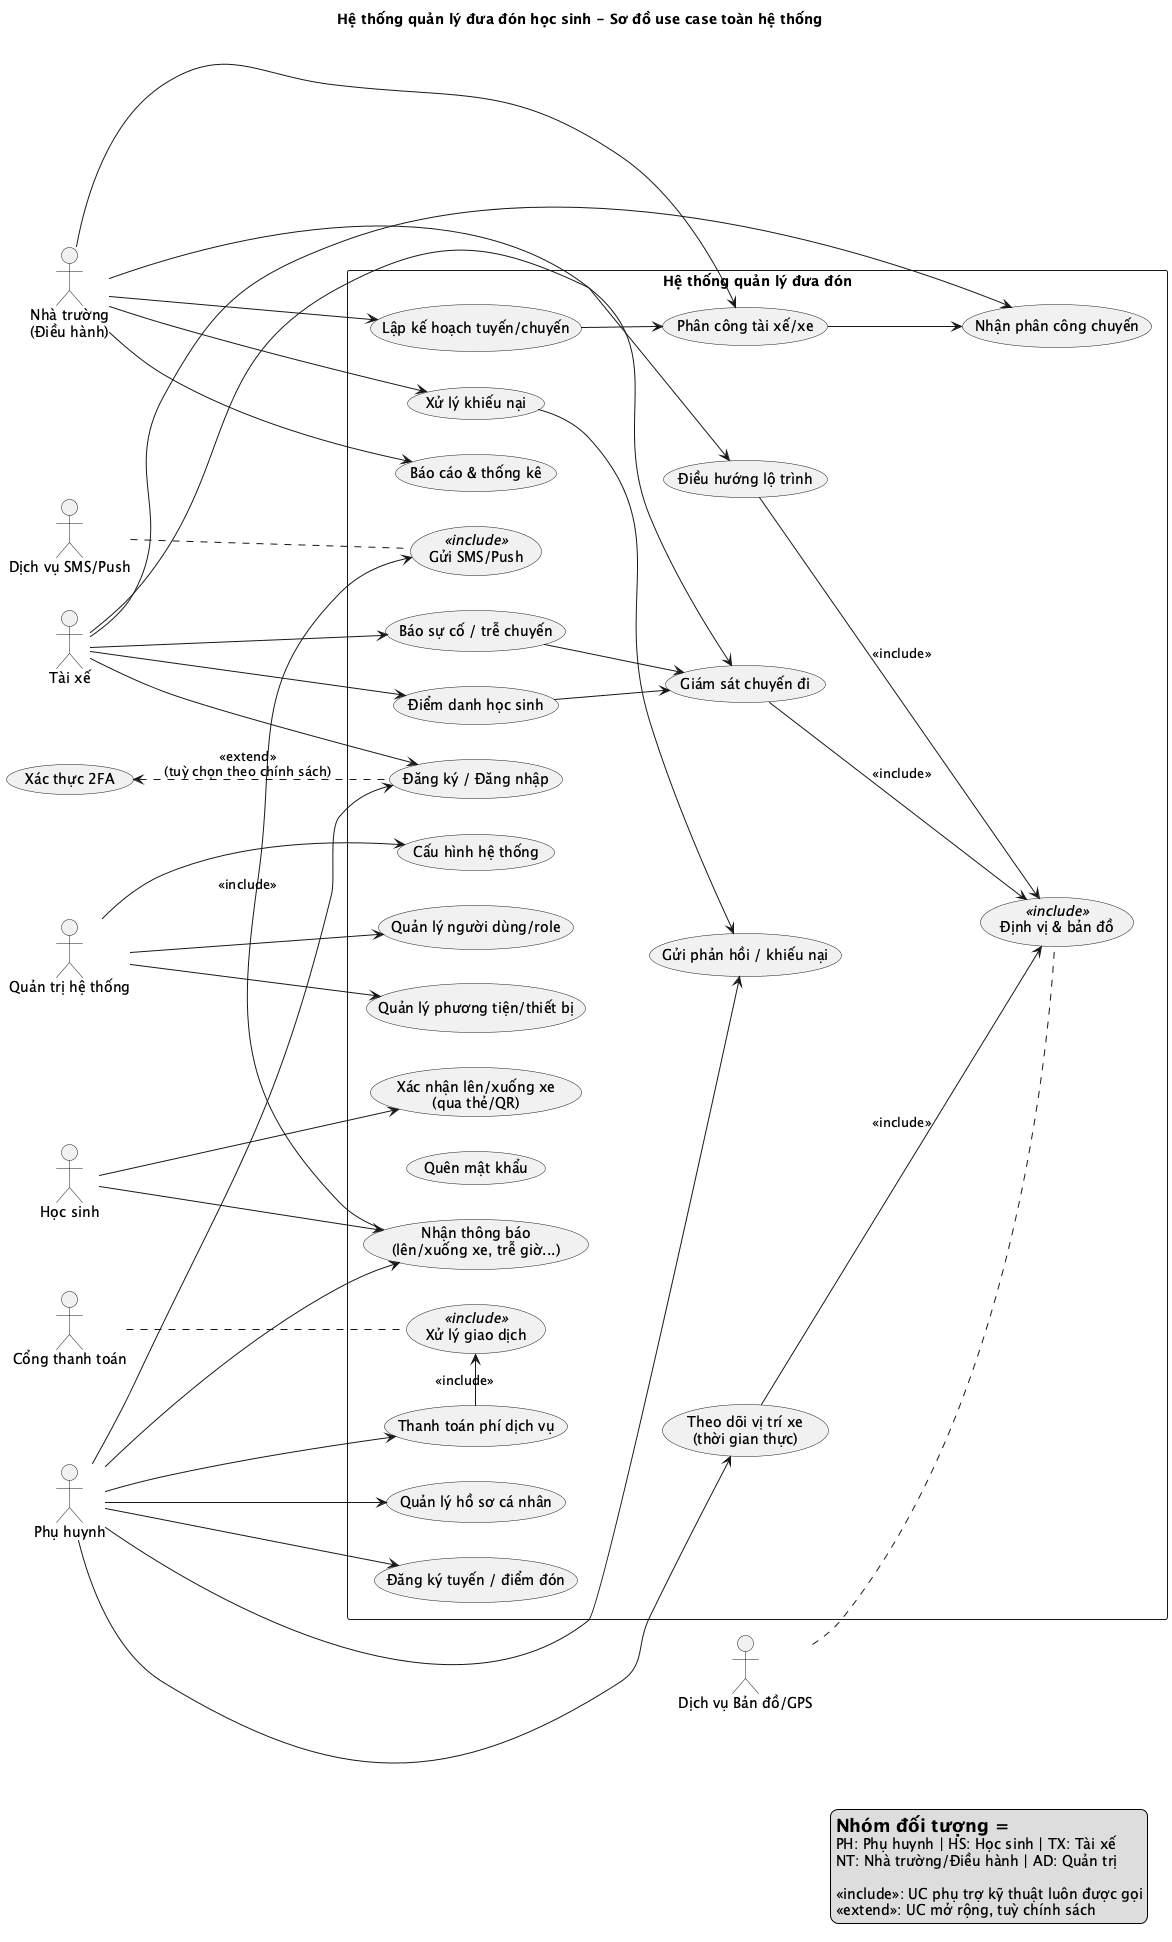 Hệ thống quản lý đưa đón học sinh – Sơ đồ use case toàn hệ thống
Hệ thống quản lý đưa đón
Nhà trường
(Điều hành)
Lập kế hoạch tuyến/chuyến
Phân công tài xế/xe
Nhận phân công chuyến
Xử lý khiếu nại
Báo cáo & thống kê
Điều hướng lộ trình
Dịch vụ SMS/Push
«include»
Gửi SMS/Push
Tài xế
Báo sự cố / trễ chuyến
«include»
Giám sát chuyến đi
Điểm danh học sinh
«extend»
(tuỳ chọn theo chính sách)
Xác thực 2FA
Đăng ký / Đăng nhập
«include»
Cấu hình hệ thống
«include»
Quản trị hệ thống
Quản lý người dùng/role
«include»
Định vị & bản đồ
Gửi phản hồi / khiếu nại
Quản lý phương tiện/thiết bị
Xác nhận lên/xuống xe
(qua thẻ/QR)
«include»
Quên mật khẩu
Học sinh
Nhận thông báo
(lên/xuống xe, trễ giờ...)
Cổng thanh toán
«include»
Xử lý giao dịch
«include»
Thanh toán phí dịch vụ
Theo dõi vị trí xe
(thời gian thực)
Phụ huynh
Quản lý hồ sơ cá nhân
Đăng ký tuyến / điểm đón
Dịch vụ Bản đồ/GPS
Nhóm đối tượng =
PH: Phụ huynh | HS: Học sinh | TX: Tài xế
NT: Nhà trường/Điều hành | AD: Quản trị
«include»: UC phụ trợ kỹ thuật luôn được gọi
«extend»: UC mở rộng, tuỳ chính sách